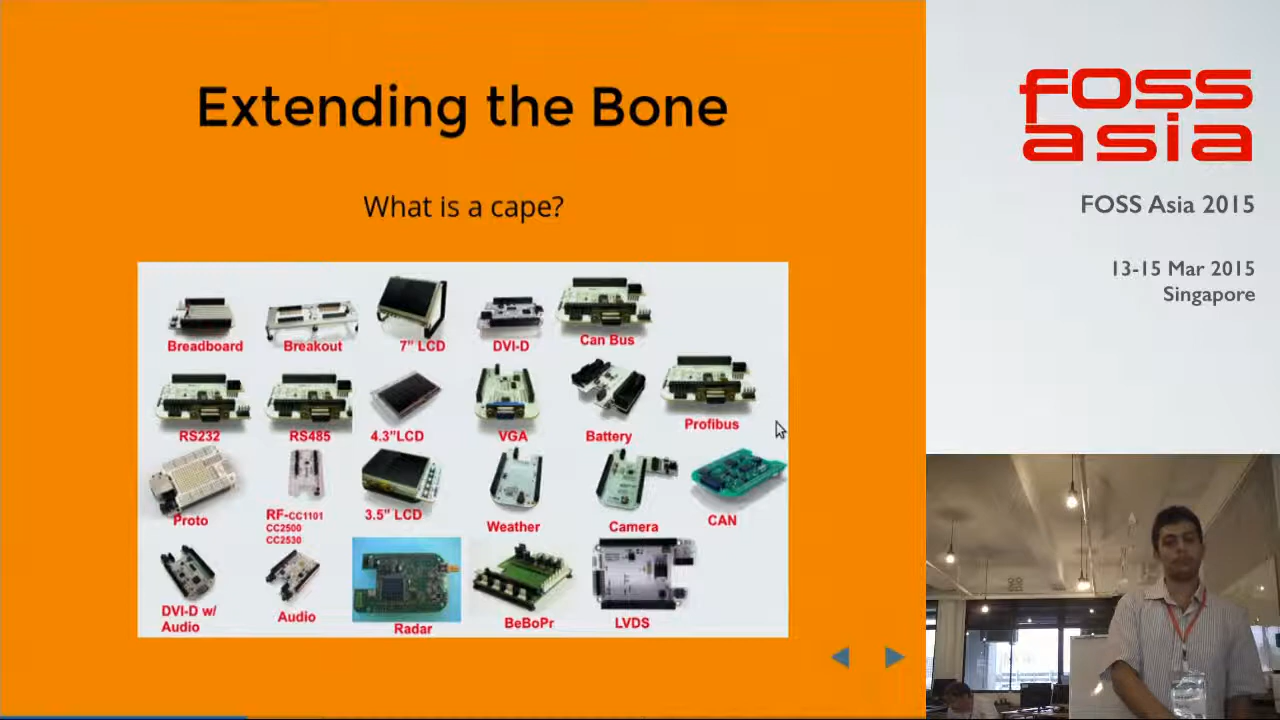 Extending the Bone
What is a cape?
Breadboard
Breakout
7” LCD
DVI-D
Can Bus
RS232
RS485
4.3”LCD
VGA
Battery
Profibus
Proto
RF-CC1101
CC2500
CC2530
3.5” LCD
Weather
Camera
CAN
DVI-D w/
Audio
Audio
Radar
BeBoPr
LVDS
FOSS
asia
FOSS Asia 2015
13-15 Mar 2015
Singapore